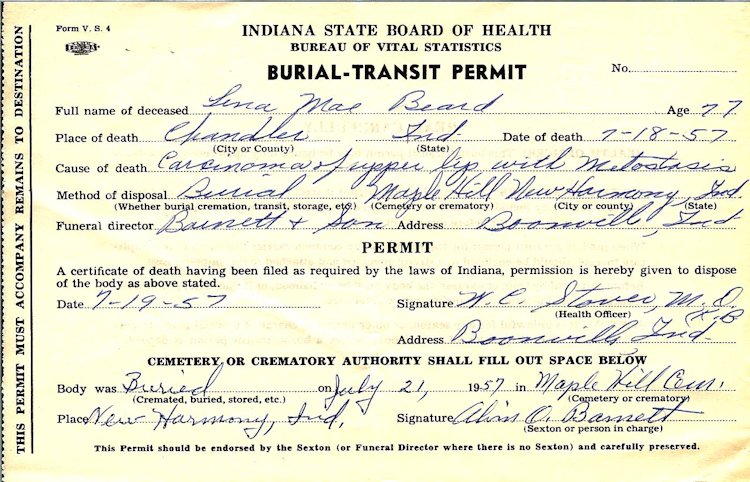 Form V. S. 4
INDIANA STATE BOARD OF HEALTH
BUREAU OF VITAL STATISTICS
BURIAL-TRANSIT PERMIT
No.
Full name of deceased Lena Mae Beard Age 77
Place of death Chandler Ind Date of death 7-18-57
(City or County) (State)
Cause of death Carcinoma of upper lip with Metostasis
Method of disposal Burial Maple Hill New Harmony, Ind.
(Whether burial cremation, transit, storage, etc.) (Cemetery or crematory) (City or county) (State)
Funeral director Barnett & Son Address Boonville, Ind
PERMIT
A certificate of death having been filed as required by the laws of Indiana, permission is hereby given to dispose
of the body as above stated.
Date 7-19-57 Signature W. C. Stover, M.D.
(Health Officer)
Address Boonville, Ind.
CEMETERY OR CREMATORY AUTHORITY SHALL FILL OUT SPACE BELOW
Body was Buried on July 21, 1957 in Maple Hill Cem.
(Cremated, buried, stored, etc.) (Cemetery or crematory)
Place New Harmony, Ind. Signature Alvin O. Barnett
(Sexton or person in charge)
This Permit should be endorsed by the Sexton (or Funeral Director where there is no Sexton) and carefully preserved.
THIS PERMIT MUST ACCOMPANY REMAINS TO DESTINATION